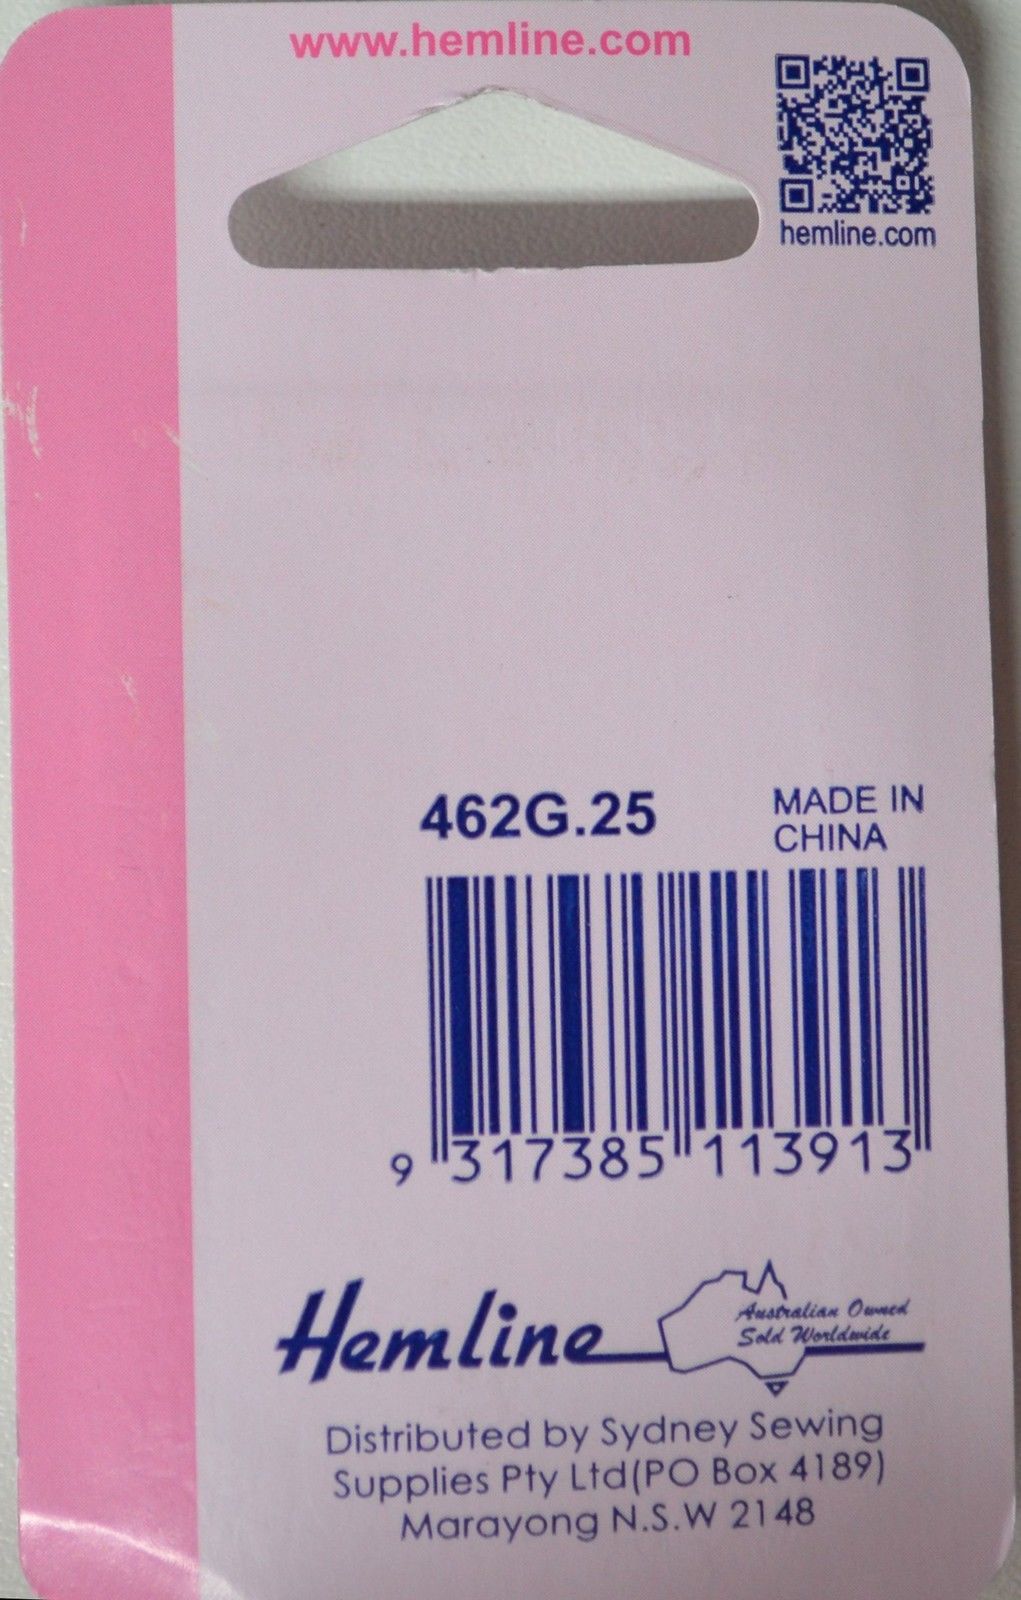 www.hemline.com
hemline.com
462G.25
MADE IN
CHINA
9 317385 113913
Hemline
Australian Owned
Sold Worldwide
Distributed by Sydney Sewing
Supplies Pty Ltd(PO Box 4189)
Marayong N.S.W 2148